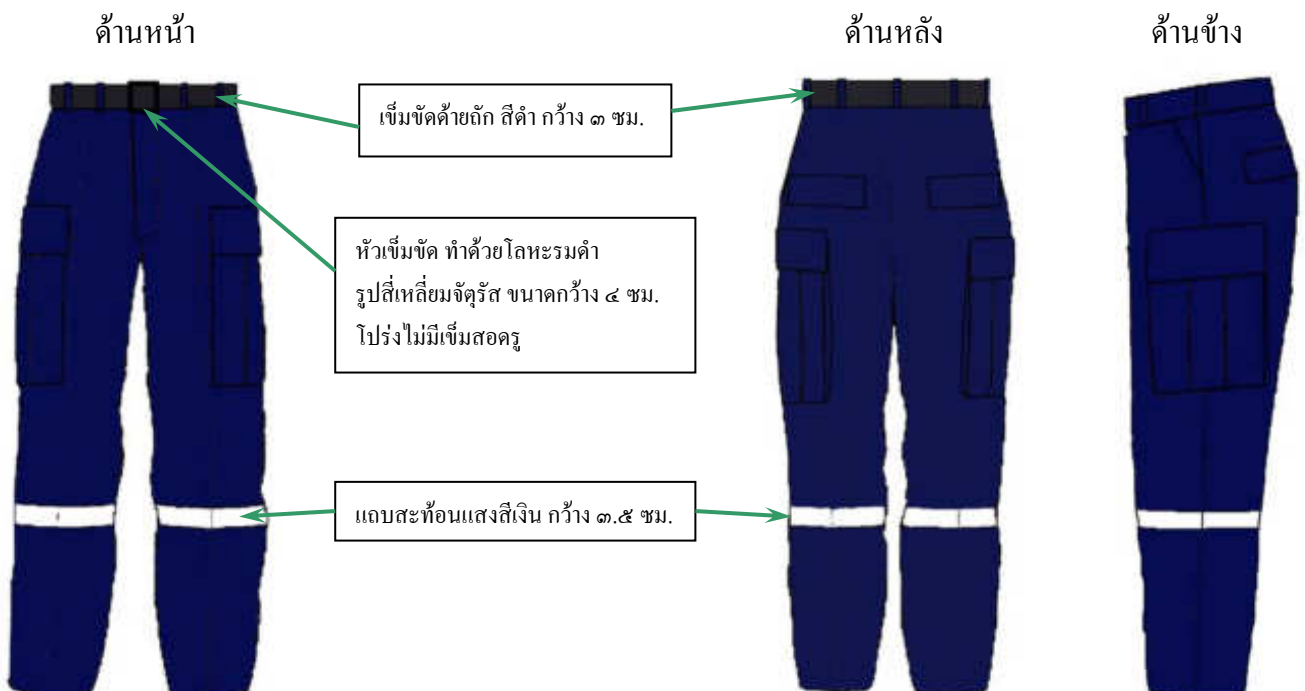 ด้านหน้า
ด้านหลัง
ด้านข้าง
เข็มขัดด้ายถัก สีดำ กว้าง ๓ ซม.
หัวเข็มขัด ทำด้วยโลหะรมดำ
รูปสี่เหลี่ยมจัตุรัส ขนาดกว้าง ๔ ซม.
โปร่งไม่มีเข็มสอดรู
แถบสะท้อนแสงสีเงิน กว้าง ๓.๕ ซม.